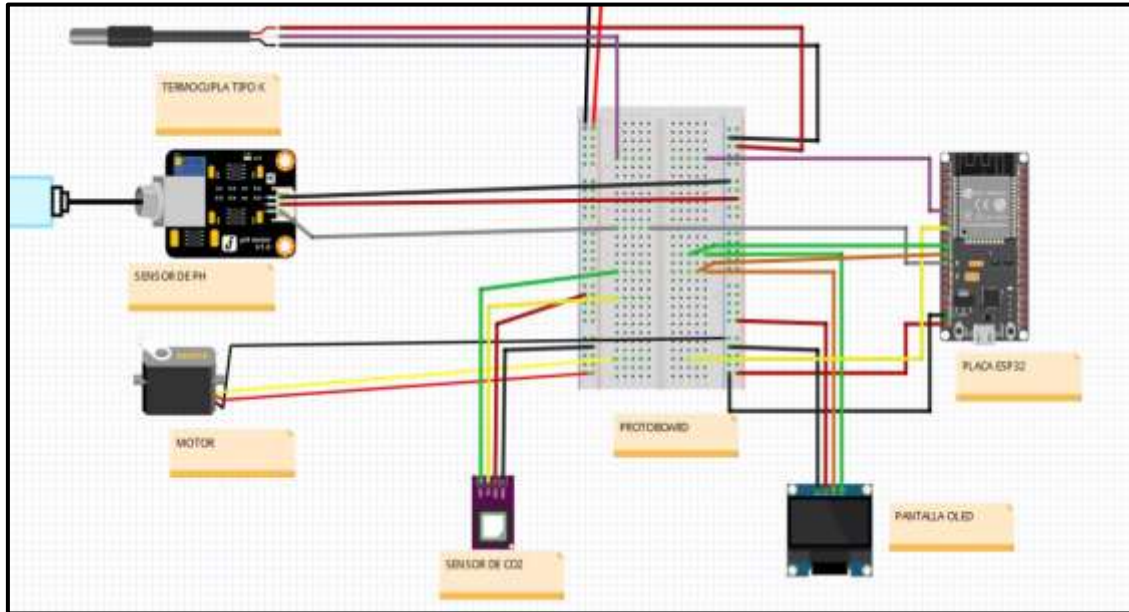 TERMOCUPLA TIPO K
SENSOR DE PH
MOTOR
PROTOBOARD
PLACA ESP32
SENSOR DE CO2
PANTALLA OLED